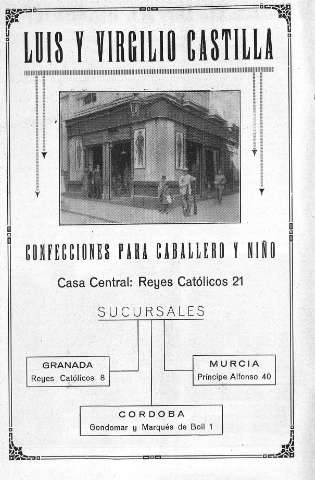 LUIS Y VIRGILIO CASTILLA
CONFECCIONES PARA CABALLERO Y NIÑO
Casa Central: Reyes Católicos 21
SUCURSALES
GRANADA
Reyes Católicos 8
MURCIA
Príncipe Alfonso 40
CORDOBA
Gondomar y Marqués de Boil 1